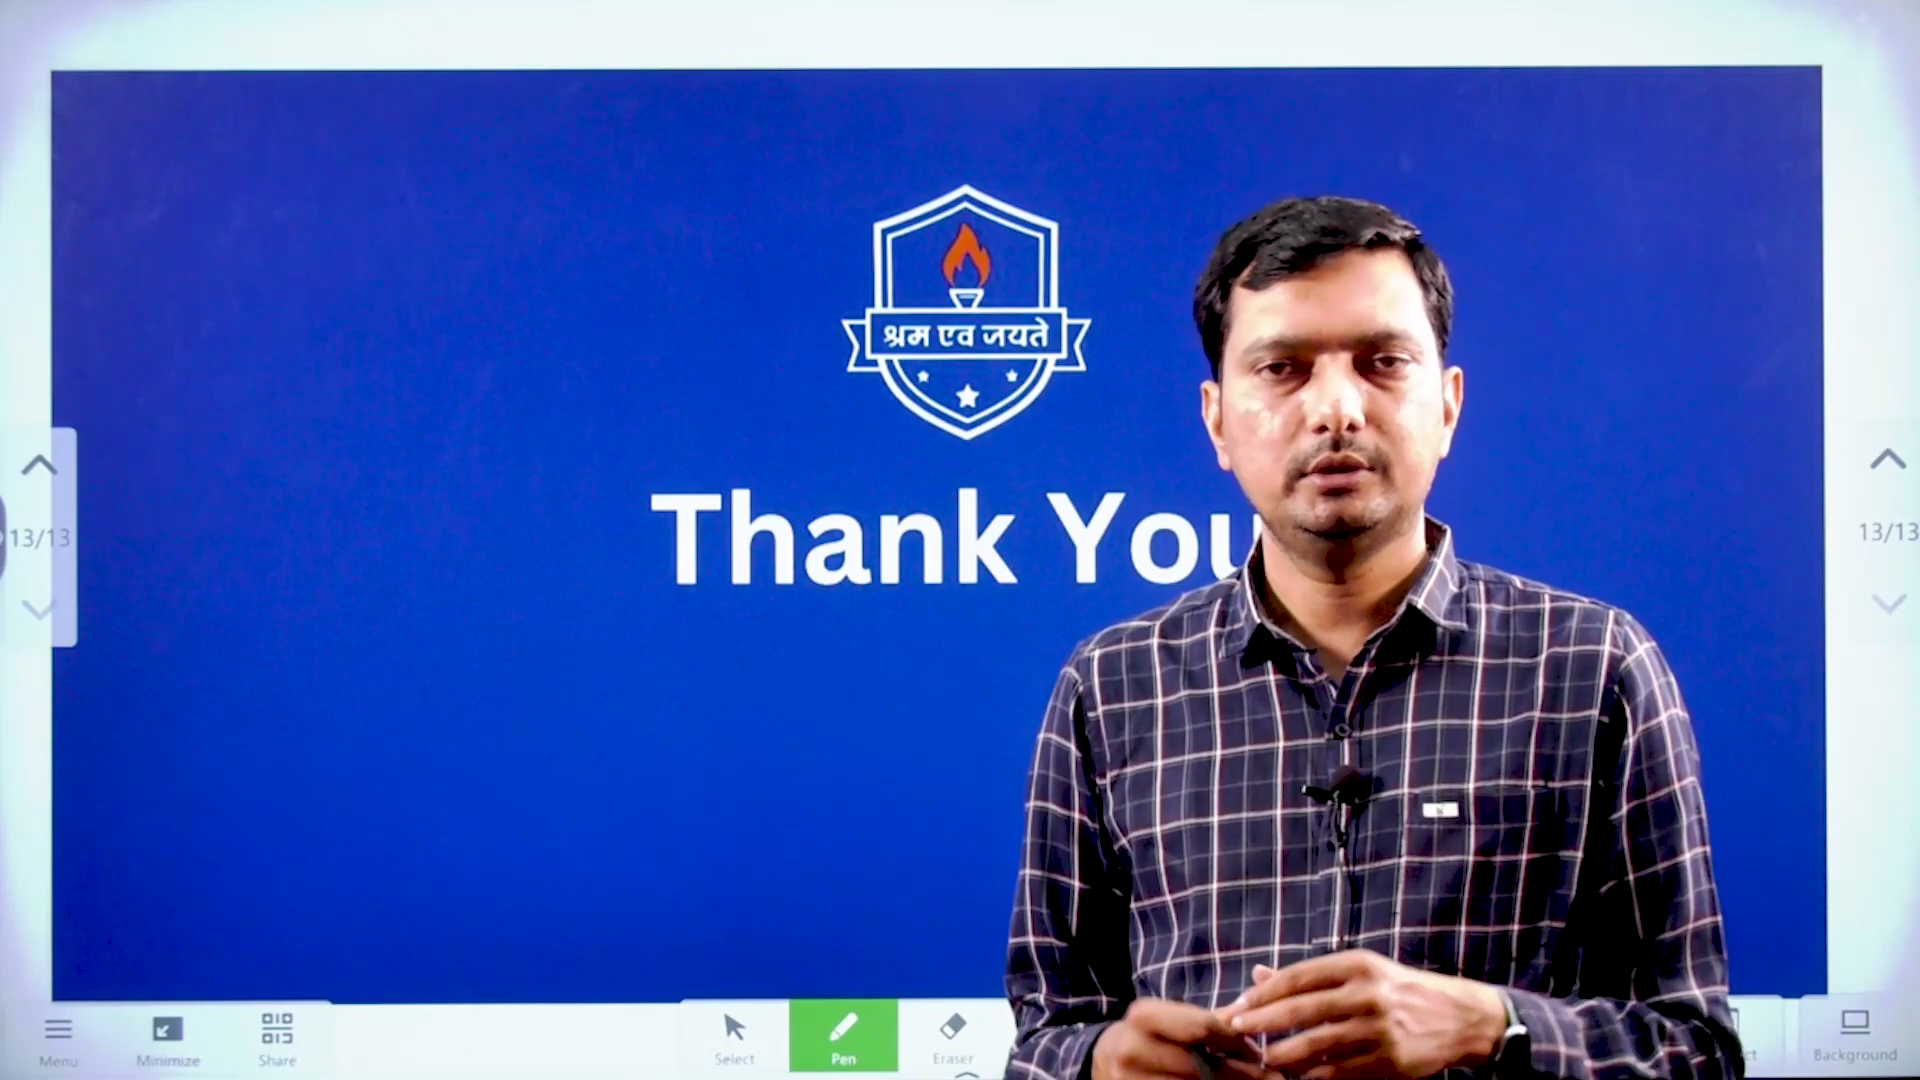 श्रम एव जयते
Thank You
13/13
13/13
Menu
Minimize
Share
Select
Pen
Eraser
Background